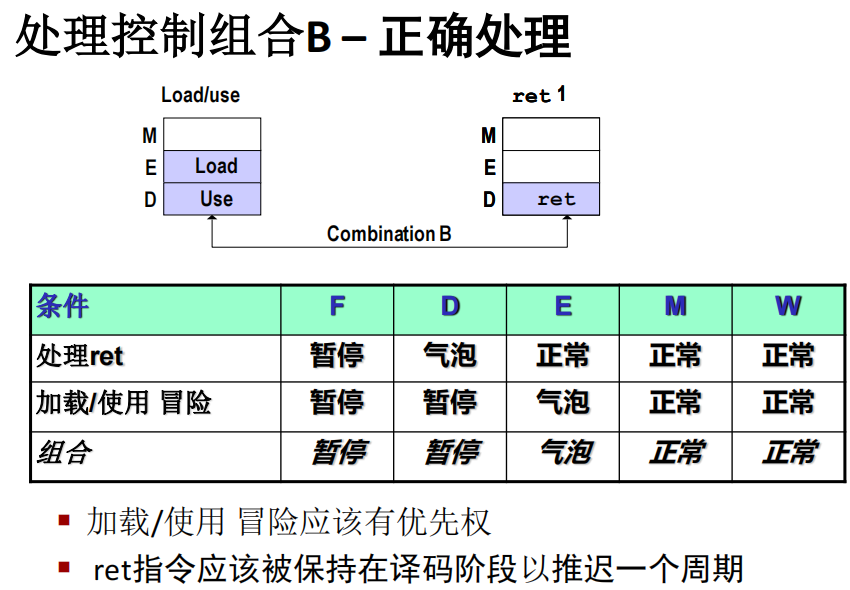 处理控制组合B – 正确处理
Load/use ret 1
M M
E Load E
D Use D ret
Combination B
条件 F D E M W
处理ret 暂停 气泡 正常 正常 正常
加载/使用 冒险 暂停 暂停 气泡 正常 正常
组合 暂停 暂停 气泡 正常 正常
加载/使用 冒险应该有优先权
ret指令应该被保持在译码阶段以推迟一个周期